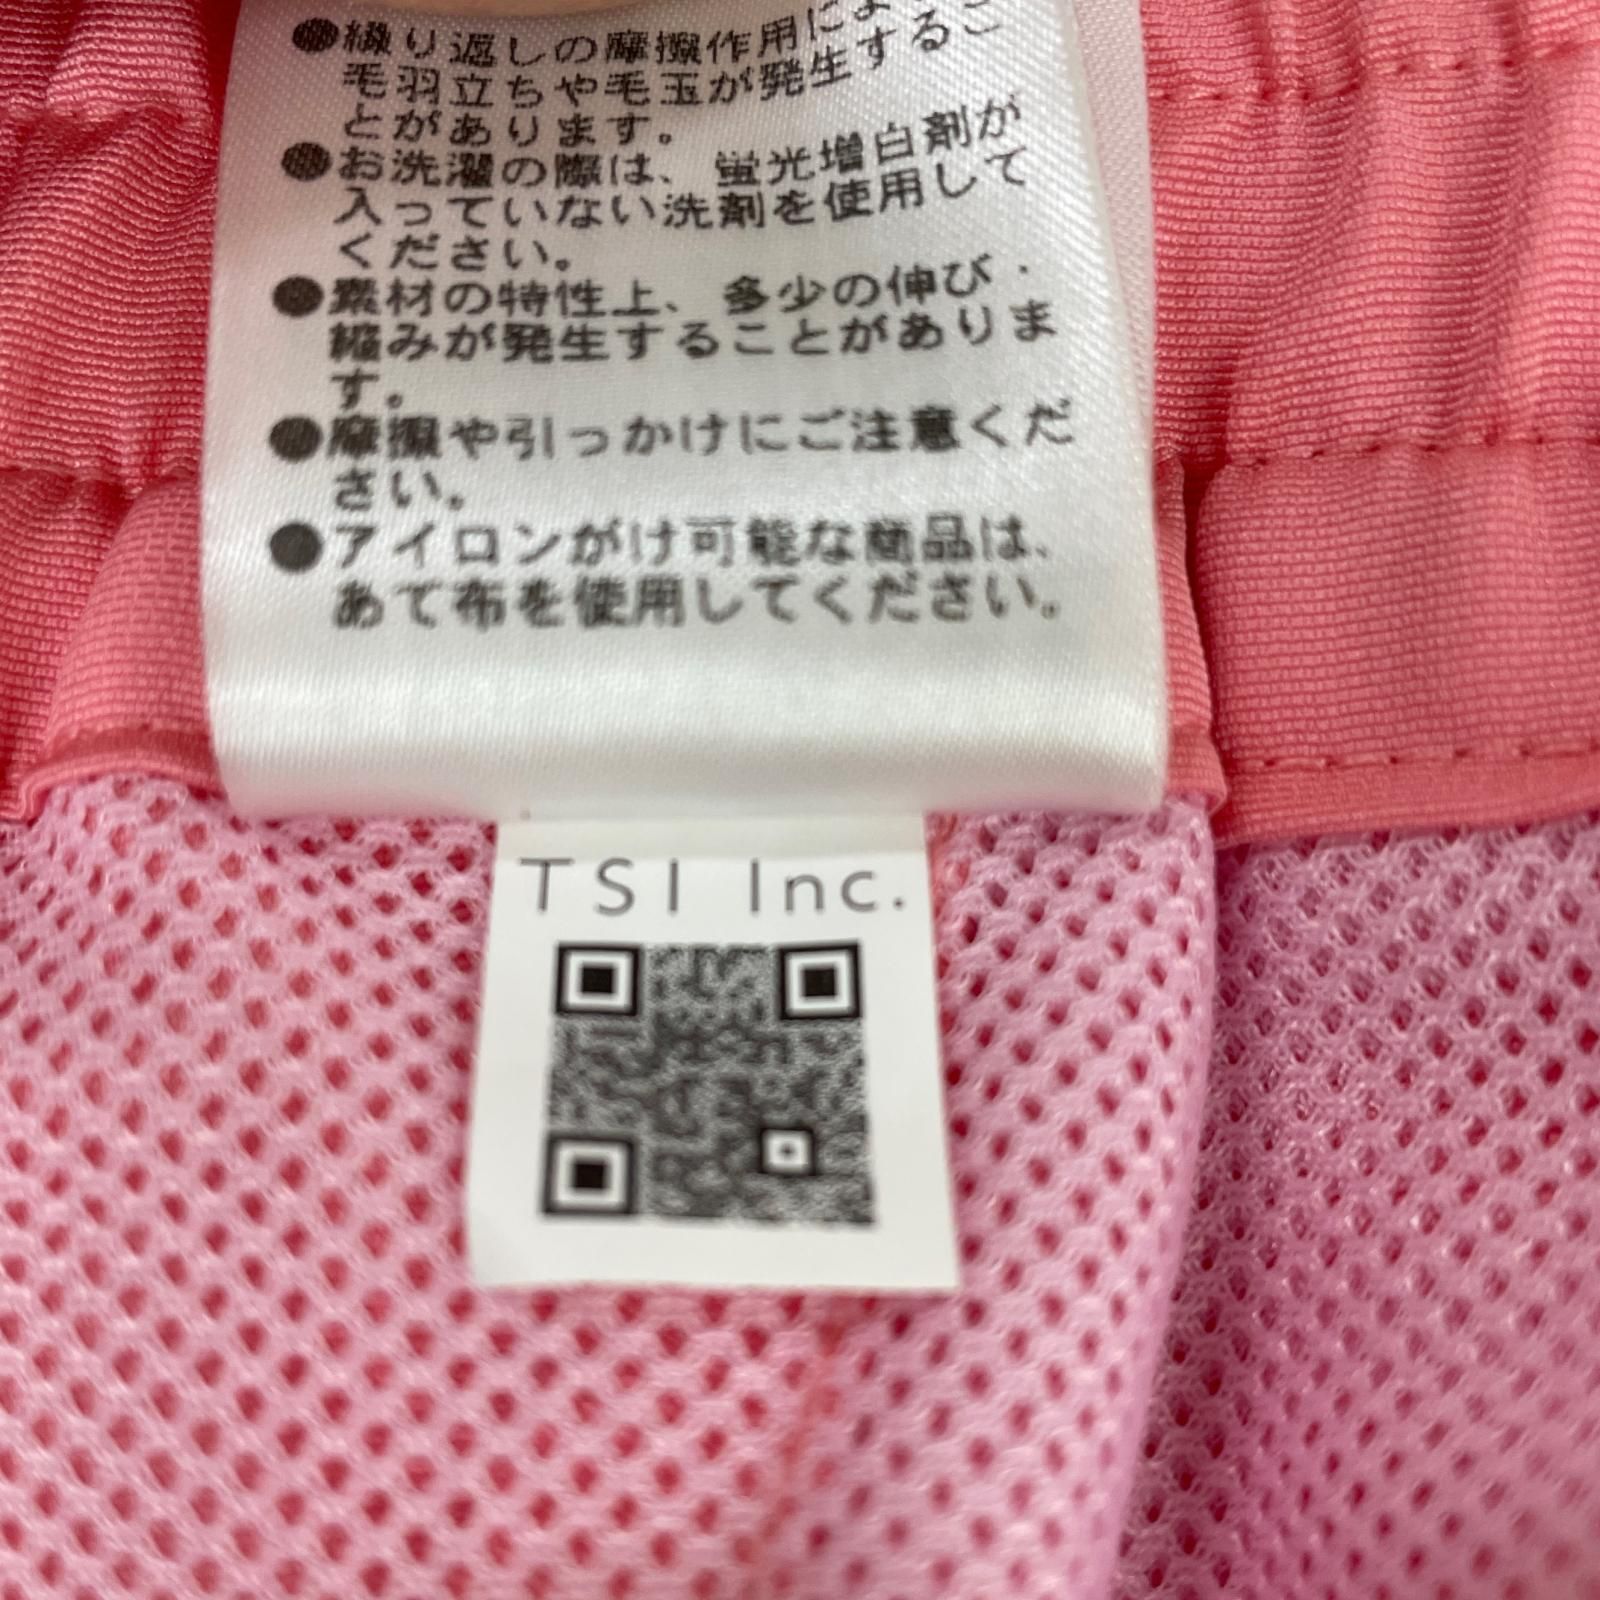 ●繰り返しの摩擦作用によ
毛羽立ちや毛玉が発生するこ
とがあります。
●お洗濯の際は、蛍光増白剤が
入っていない洗剤を使用して
ください。
●素材の特性上、多少の伸び・
縮みが発生することがありま
す。
●摩擦や引っかけにご注意くだ
さい。
●アイロンがけ可能な商品は、
あて布を使用してください。
TSI Inc.